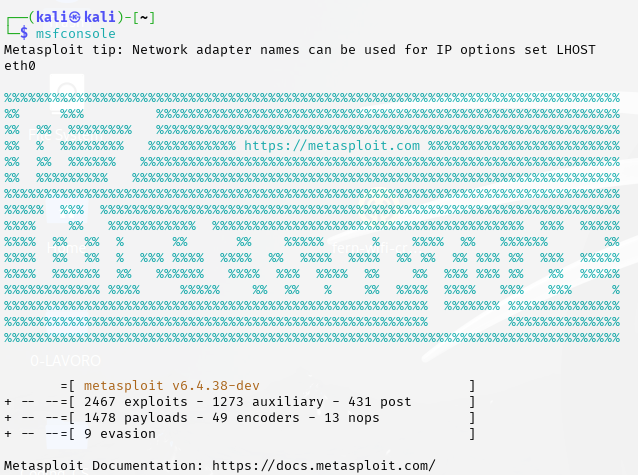 ┌──(kali㉿kali)-[~]
└─$ msfconsole
Metasploit tip: Network adapter names can be used for IP options set LHOST
eth0
https://metasploit.com
0-LAVORO
=[ metasploit v6.4.38-dev ]
+ -- --=[ 2467 exploits - 1273 auxiliary - 431 post ]
+ -- --=[ 1478 payloads - 49 encoders - 13 nops ]
+ -- --=[ 9 evasion ]
Metasploit Documentation: https://docs.metasploit.com/